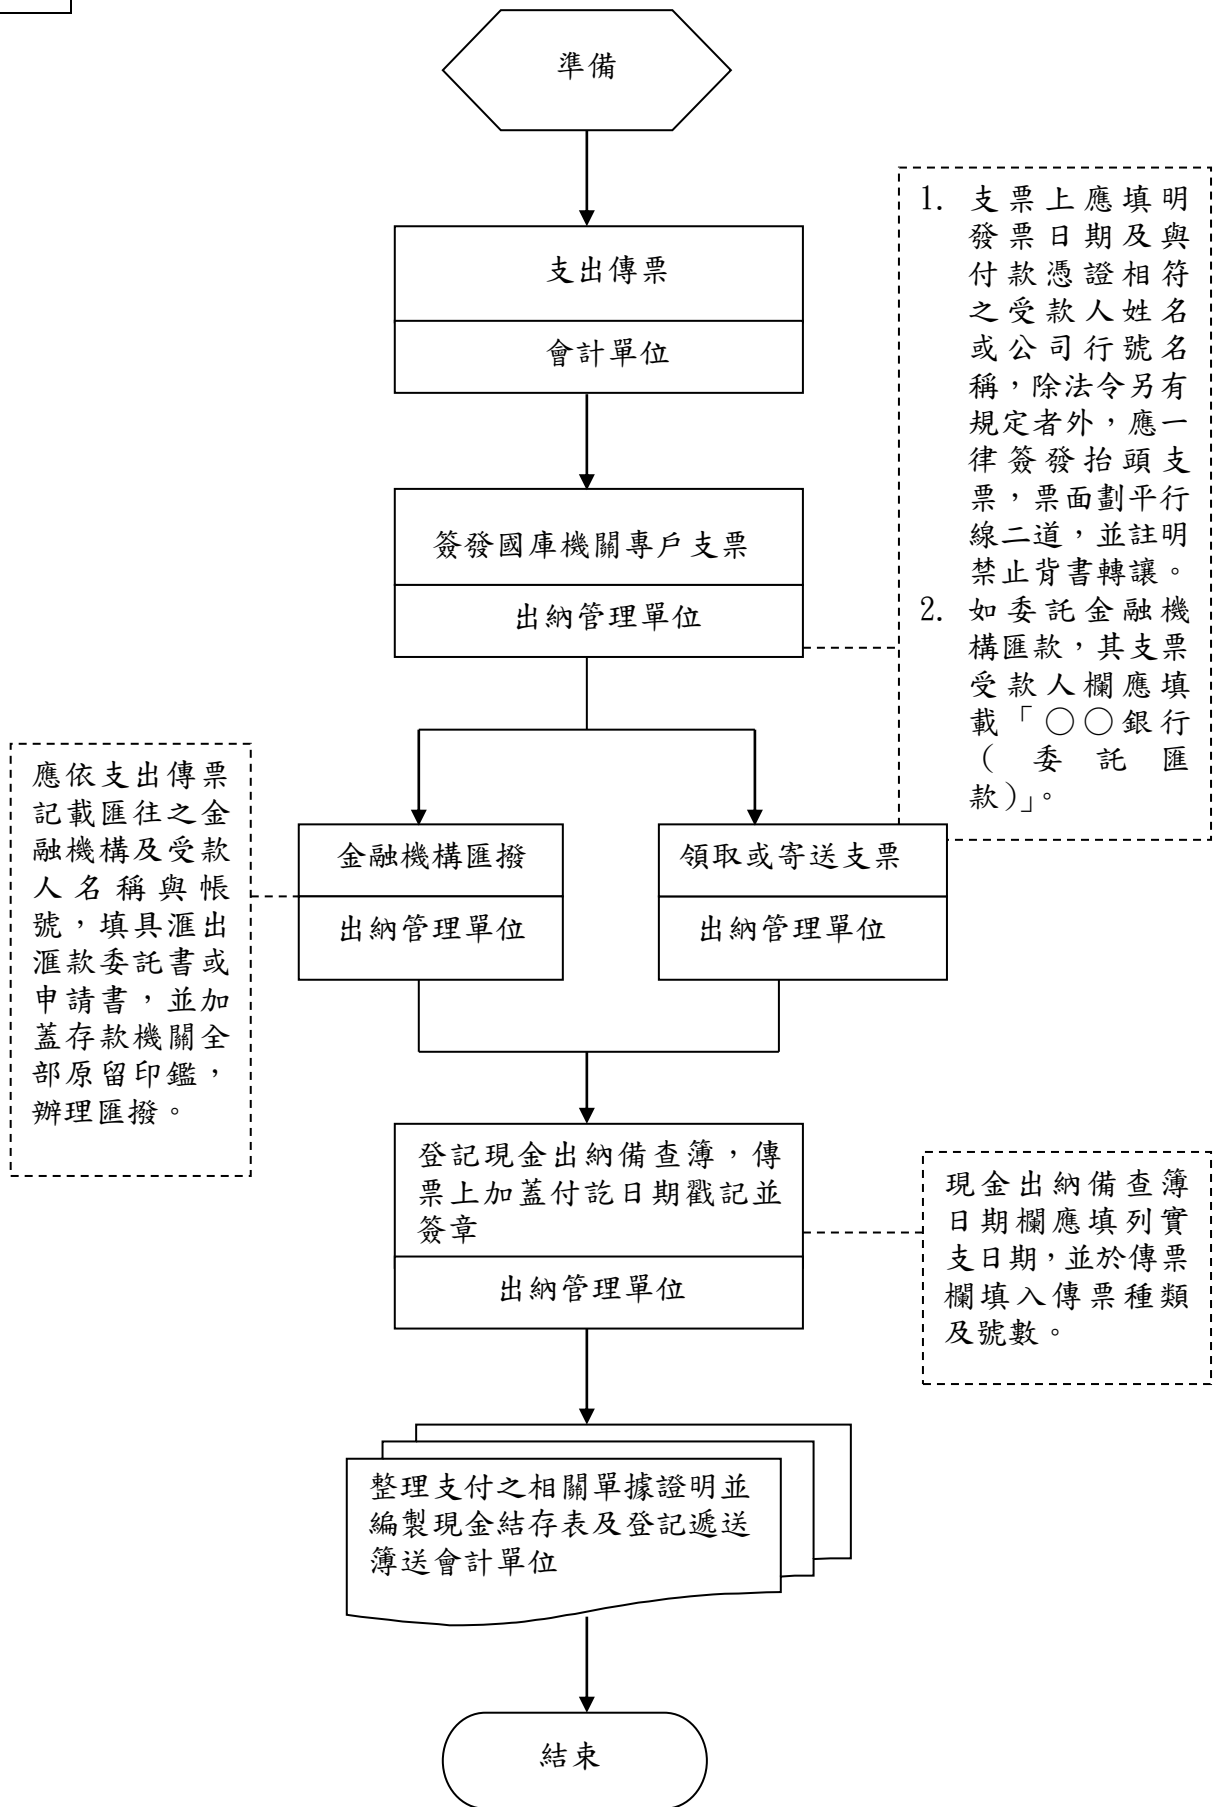 準備
支出傳票
會計單位
1. 支票上應填明
發票日期及與
付款憑證相符
之受款人姓名
或公司行號名
稱，除法令另有
規定者外，應一
律簽發抬頭支
票，票面劃平行
線二道，並註明
禁止背書轉讓。
2. 如委託金融機
構匯款，其支票
受款人欄應填
載「○○銀行
(委託匯
款)」。
簽發國庫機關專戶支票
出納管理單位
應依支出傳票
記載匯往之金
融機構及受款
人名稱與帳
號，填具滙出
滙款委託書或
申請書，並加
蓋存款機關全
部原留印鑑，
辦理匯撥。
金融機構匯撥
出納管理單位
領取或寄送支票
出納管理單位
登記現金出納備查簿，傳
票上加蓋付訖日期戳記並
簽章
出納管理單位
現金出納備查簿
日期欄應填列實
支日期，並於傳票
欄填入傳票種類
及號數。
整理支付之相關單據證明並
編製現金結存表及登記遞送
簿送會計單位
結束